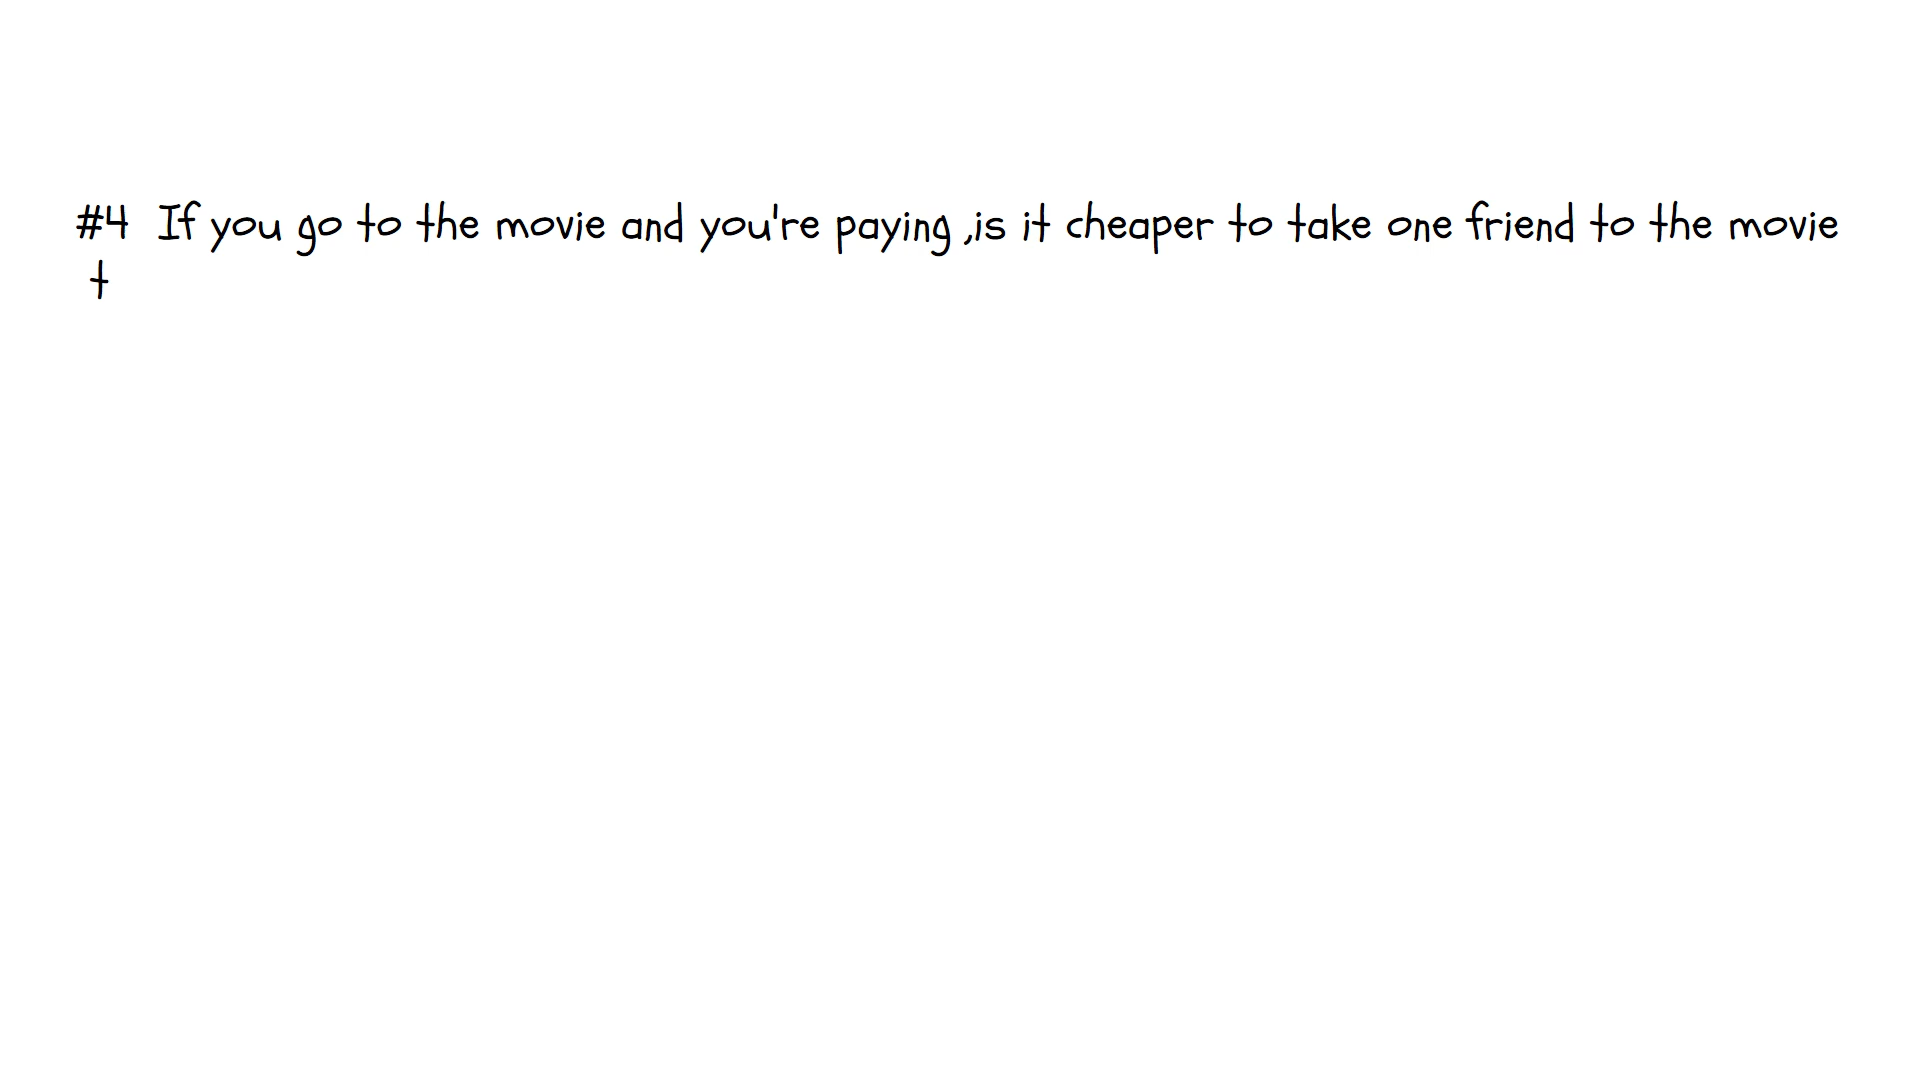 #4 If you go to the movie and you're paying ,is it cheaper to take one friend to the movie
t